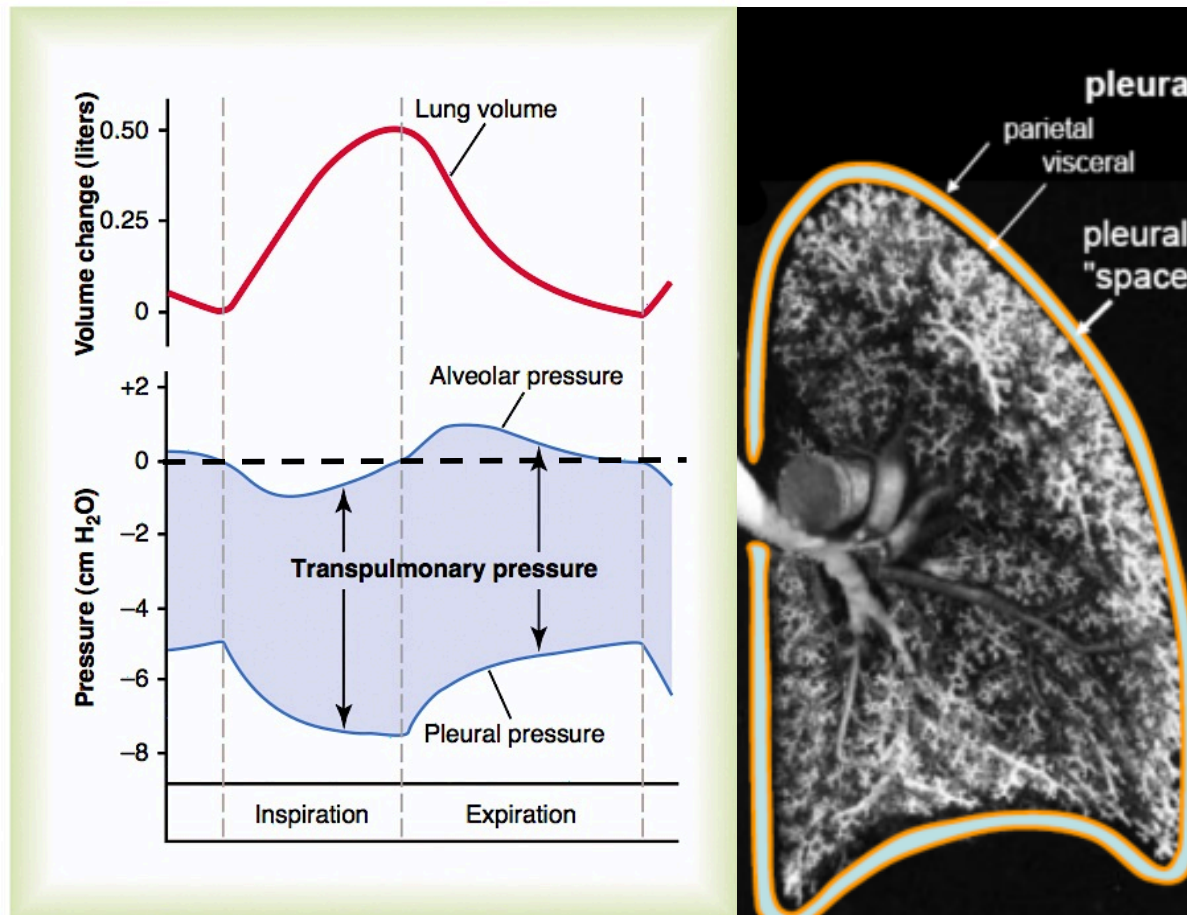 Volume change (liters)
0.50
0.25
0
Lung volume
Pressure (cm H₂O)
+2
0
–2
–4
–6
–8
Alveolar pressure
Transpulmonary pressure
Pleural pressure
Inspiration
Expiration
pleura
parietal
visceral
pleural
"space